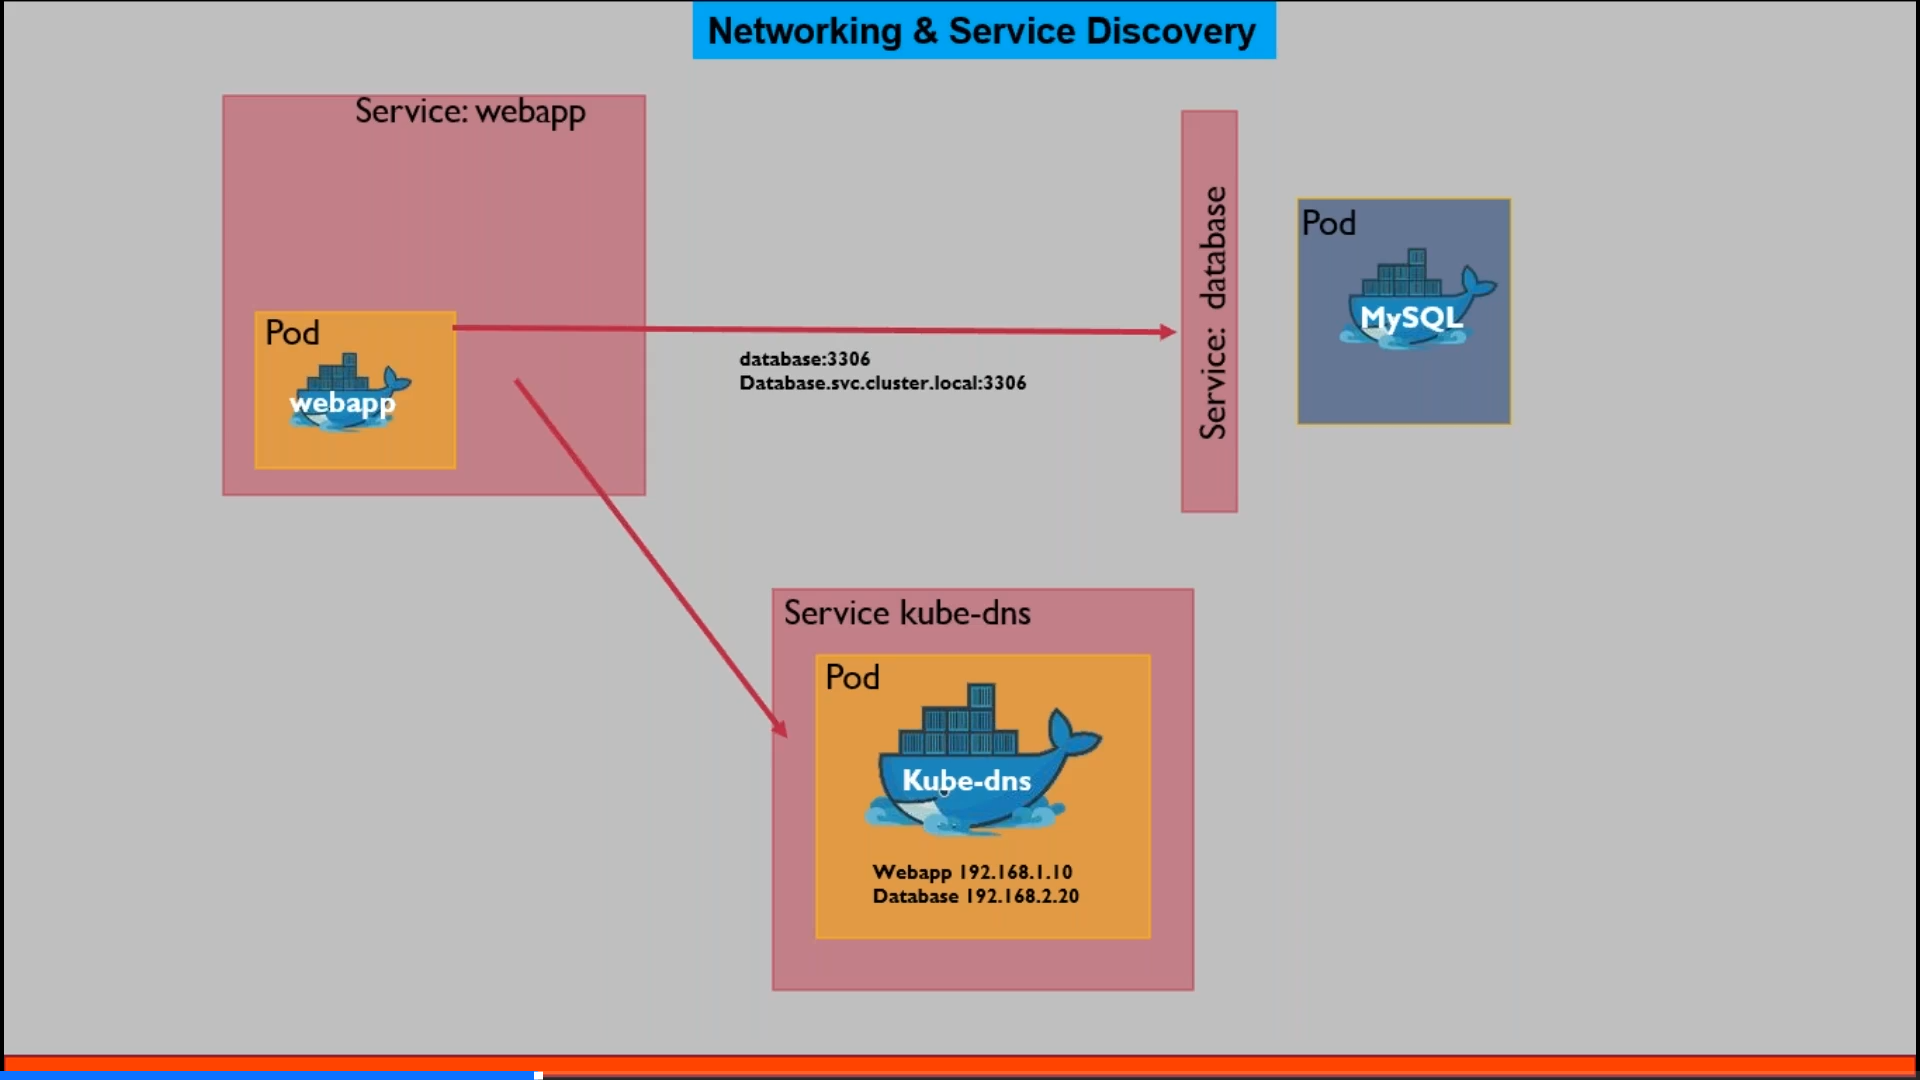 Networking & Service Discovery
Service: webapp
Pod
webapp
database:3306
Database.svc.cluster.local:3306
Service: database
Pod
MySQL
Service kube-dns
Pod
Kube-dns
Webapp 192.168.1.10
Database 192.168.2.20